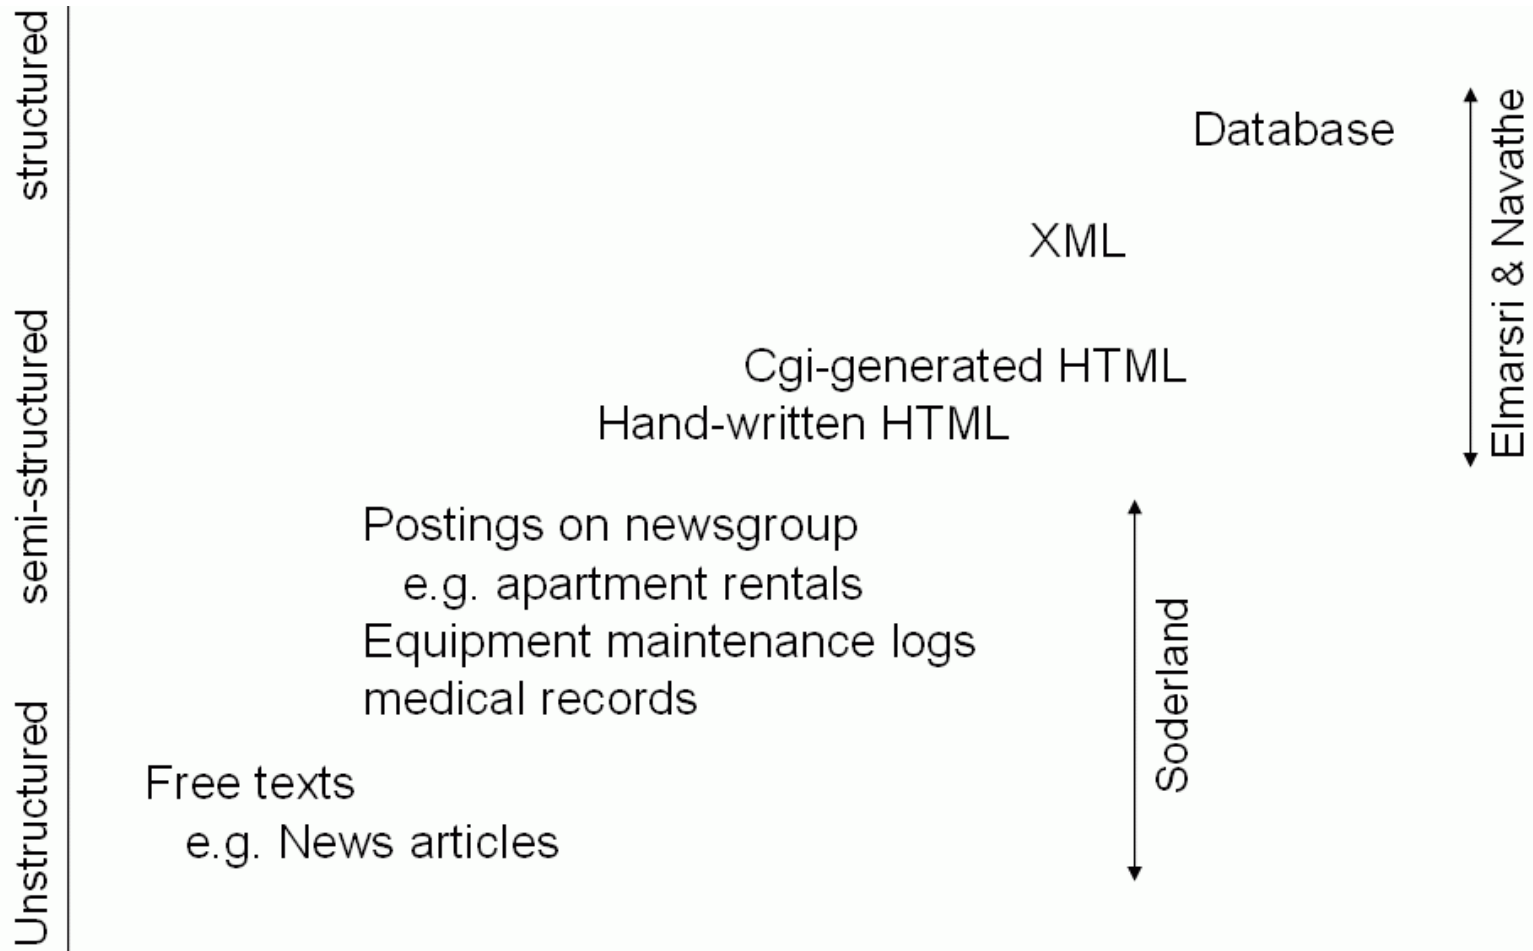 structured
Database
XML
Elmarsri & Navathe
semi-structured
Cgi-generated HTML
Hand-written HTML
Postings on newsgroup
e.g. apartment rentals
Equipment maintenance logs
medical records
Soderland
Unstructured
Free texts
e.g. News articles